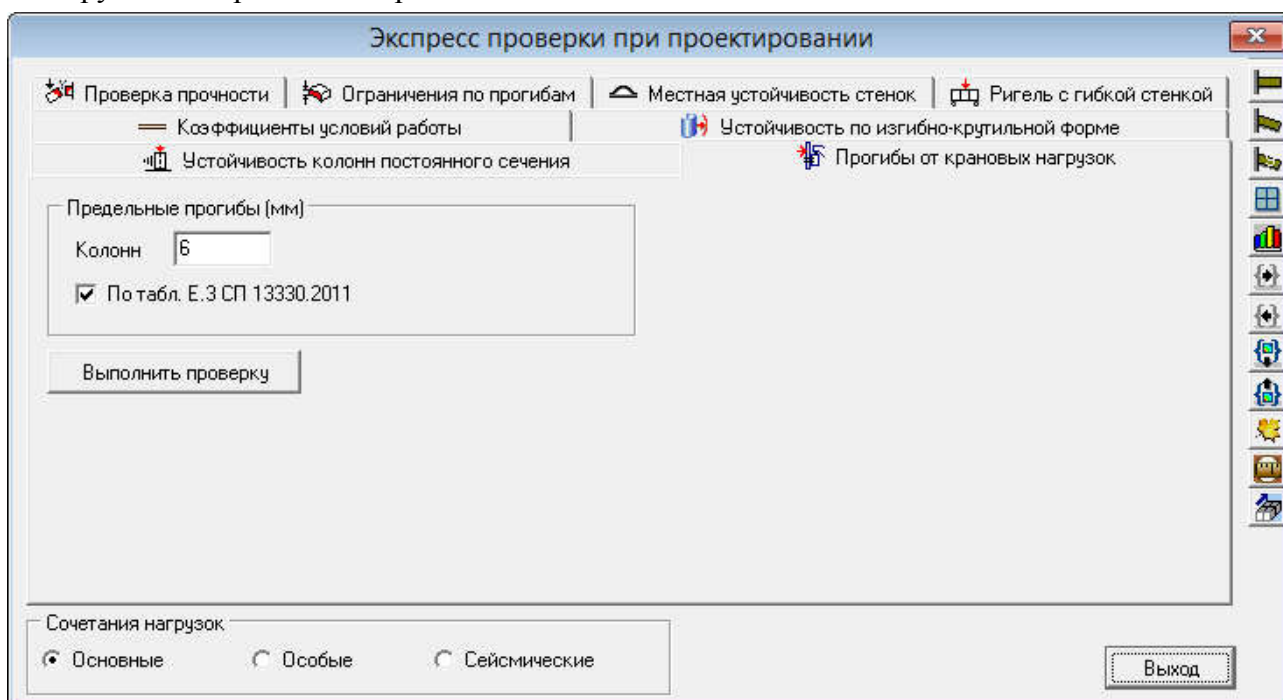 Экспресс проверки при проектировании
Проверка прочности Ограничения по прогибам Местная устойчивость стенок Ригель с гибкой стенкой
Коэффициенты условий работы Устойчивость по изгибно-крутильной форме
Устойчивость колонн постоянного сечения Прогибы от крановых нагрузок
Предельные прогибы (мм)
Колонн 6
По табл. Е.3 СП 13330.2011
Выполнить проверку
Сочетания нагрузок
Основные Особые Сейсмические
Выход